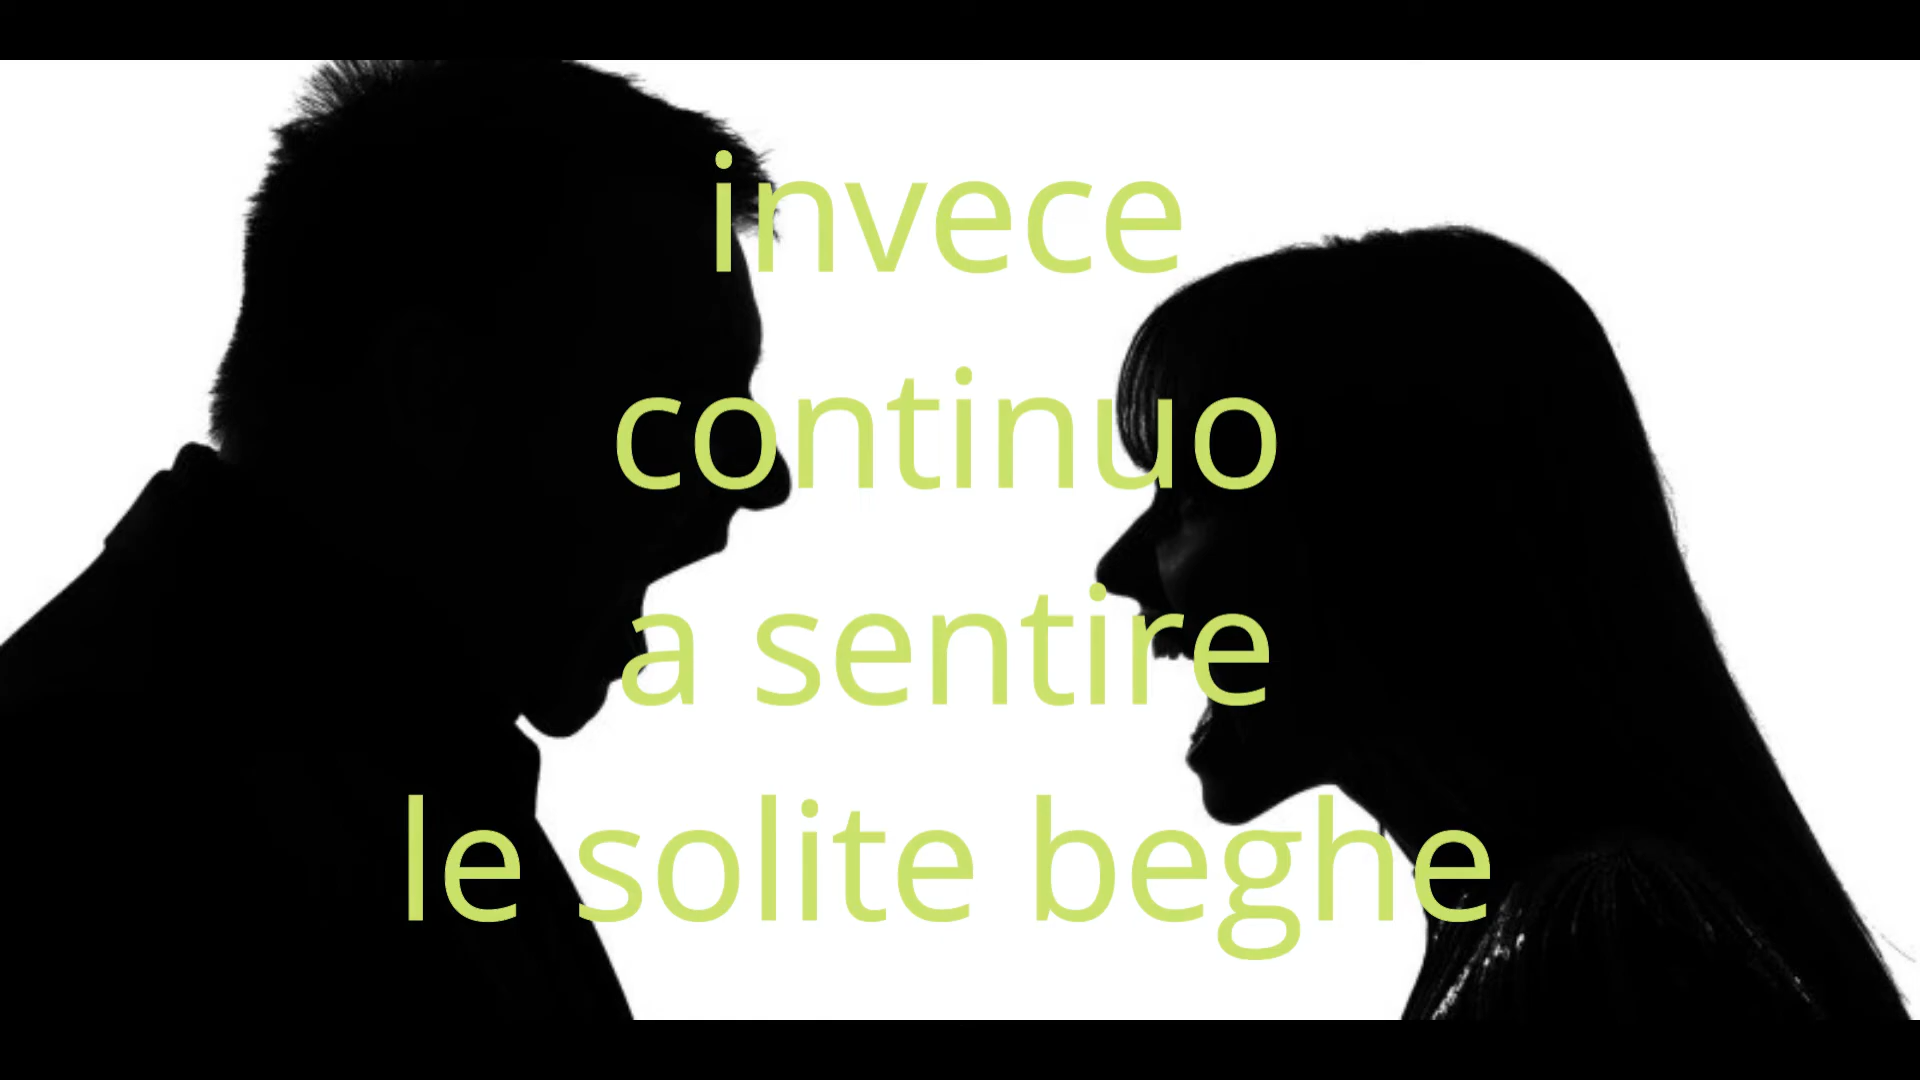 invece
continuo
a sentire
le solite beghe